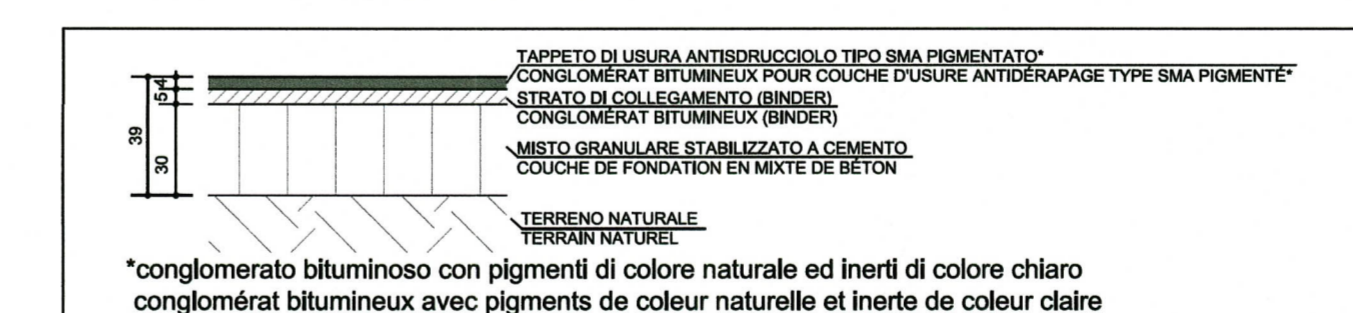 TAPPETO DI USURA ANTISDRUCCIOLO TIPO SMA PIGMENTATO*
CONGLOMÉRAT BITUMINEUX POUR COUCHE D'USURE ANTIDÉRAPAGE TYPE SMA PIGMENTÉ*
4
5
STRATO DI COLLEGAMENTO (BINDER)
CONGLOMÉRAT BITUMINEUX (BINDER)
39
30
MISTO GRANULARE STABILIZZATO A CEMENTO
COUCHE DE FONDATION EN MIXTE DE BÉTON
TERRENO NATURALE
TERRAIN NATUREL
*conglomerato bituminoso con pigmenti di colore naturale ed inerti di colore chiaro
conglomérat bitumineux avec pigments de coleur naturelle et inerte de coleur claire